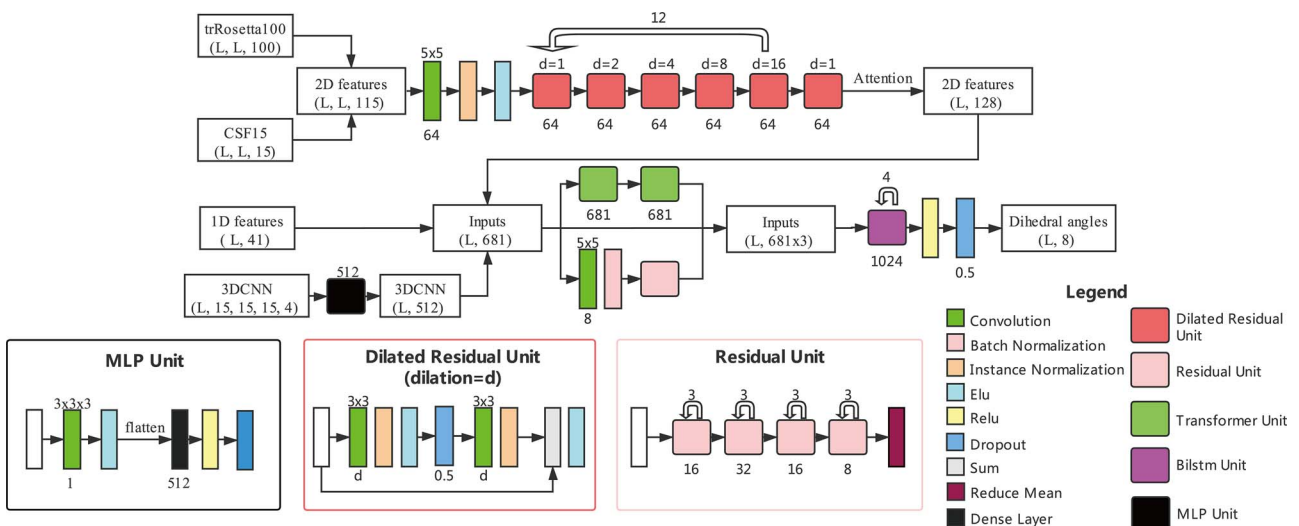 trRosetta100
(L, L, 100)
CSF15
(L, L, 15)
2D features
(L, L, 115)
5x5
64
12
d=1
d=2
d=4
d=8
d=16
d=1
64
64
64
64
64
64
Attention
2D features
(L, 128)
1D features
(L, 41)
3DCNN
(L, 15, 15, 15, 4)
512
3DCNN
(L, 512)
Inputs
(L, 681)
681
681
5x5
8
Inputs
(L, 681x3)
4
1024
0.5
Dihedral angles
(L, 8)
MLP Unit
3x3x3
1
flatten
512
Dilated Residual Unit
(dilation=d)
3x3
d
0.5
3x3
d
Residual Unit
3
3
3
3
16
32
16
8
Legend
Convolution
Batch Normalization
Instance Normalization
Elu
Relu
Dropout
Sum
Reduce Mean
Dense Layer
Dilated Residual
Unit
Residual Unit
Transformer Unit
Bilstm Unit
MLP Unit